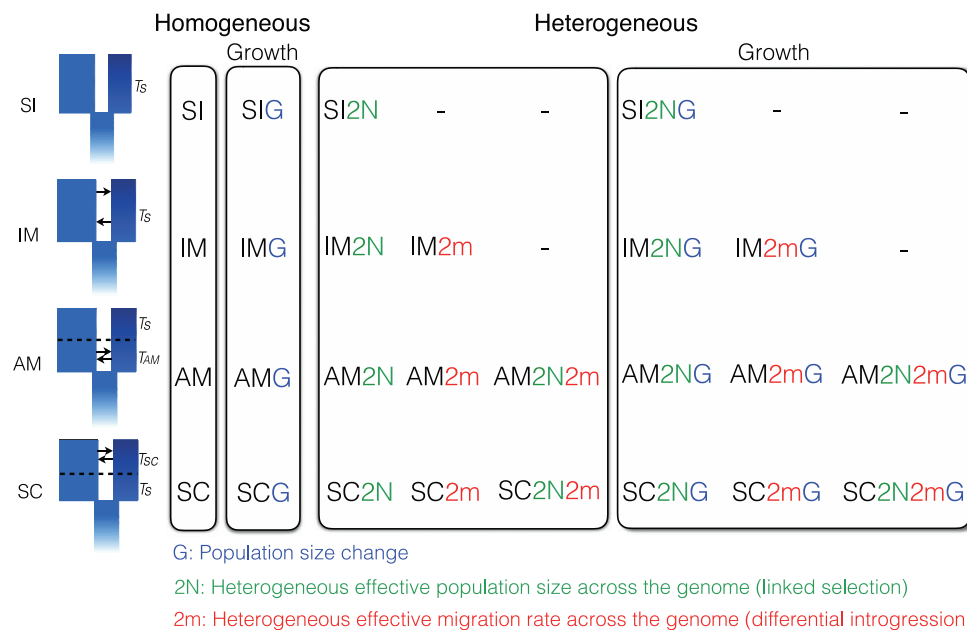 Homogeneous Heterogeneous
Growth Growth
SI Ts SI SIG SI2N - - SI2NG - -
IM Ts IM IMG IM2N IM2m - IM2NG IM2mG -
Ts
AM TAM AM AMG AM2N AM2m AM2N2m AM2NG AM2mG AM2N2mG
TSC
SC Ts SC SCG SC2N SC2m SC2N2m SC2NG SC2mG SC2N2mG
G: Population size change
2N: Heterogeneous effective population size across the genome (linked selection)
2m: Heterogeneous effective migration rate across the genome (differential introgression